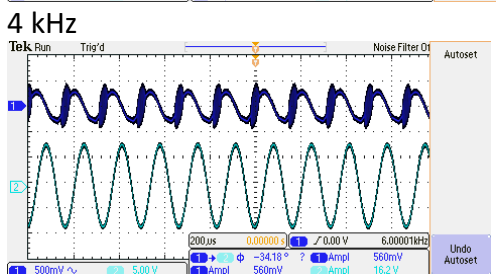 4 kHz
Tek Run Trig'd Noise Filter Of
Autoset
1
2
200µs 0.00000 s 1 0.00 V 6.00001kHz
1 2 ϕ -34.18 ° ? 1 Ampl 560mV
1 500mV 2 5.00 V 1 Ampl 560mV 2 Ampl 16.2 V
Undo
Autoset